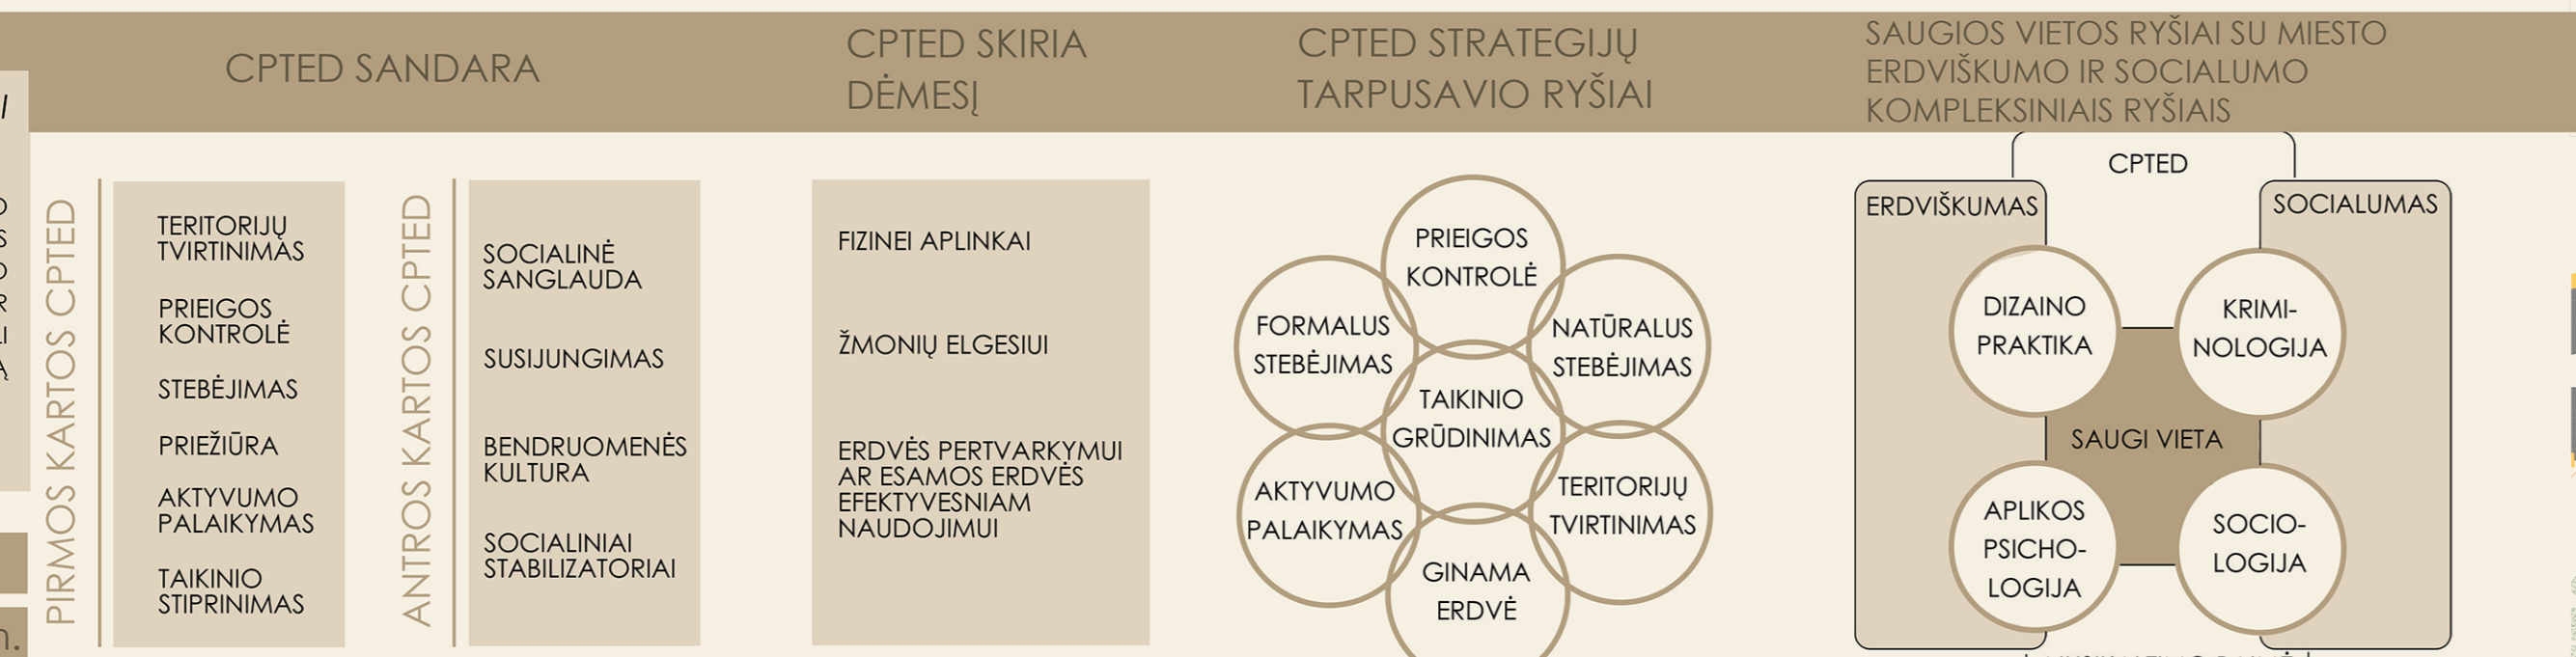 CPTED SANDARA
CPTED SKIRIA
DĖMESĮ
CPTED STRATEGIJŲ
TARPUSAVIO RYŠIAI
SAUGIOS VIETOS RYŠIAI SU MIESTO
ERDVIŠKUMO IR SOCIALUMO
KOMPLEKSINIAIS RYŠIAIS
PIRMOS KARTOS CPTED
TERITORIJŲ
TVIRTINIMAS
PRIEIGOS
KONTROLĖ
STEBĖJIMAS
PRIEŽIŪRA
AKTYVUMO
PALAIKYMAS
TAIKINIO
STIPRINIMAS
ANTROS KARTOS CPTED
SOCIALINĖ
SANGLAUDA
SUSIJUNGIMAS
BENDRUOMENĖS
KULTURA
SOCIALINIAI
STABILIZATORIAI
FIZINEI APLINKAI
ŽMONIŲ ELGESIUI
ERDVĖS PERTVARKYMUI
AR ESAMOS ERDVĖS
EFEKTYVESNIAM
NAUDOJIMUI
PRIEIGOS
KONTROLĖ
FORMALUS
STEBĖJIMAS
NATŪRALUS
STEBĖJIMAS
TAIKINIO
GRŪDINIMAS
AKTYVUMO
PALAIKYMAS
TERITORIJŲ
TVIRTINIMAS
GINAMA
ERDVĖ
CPTED
ERDVIŠKUMAS
SOCIALUMAS
DIZAINO
PRAKTIKA
KRIMI-
NOLOGIJA
SAUGI VIETA
APLIKOS
PSICHO-
LOGIJA
SOCIO-
LOGIJA